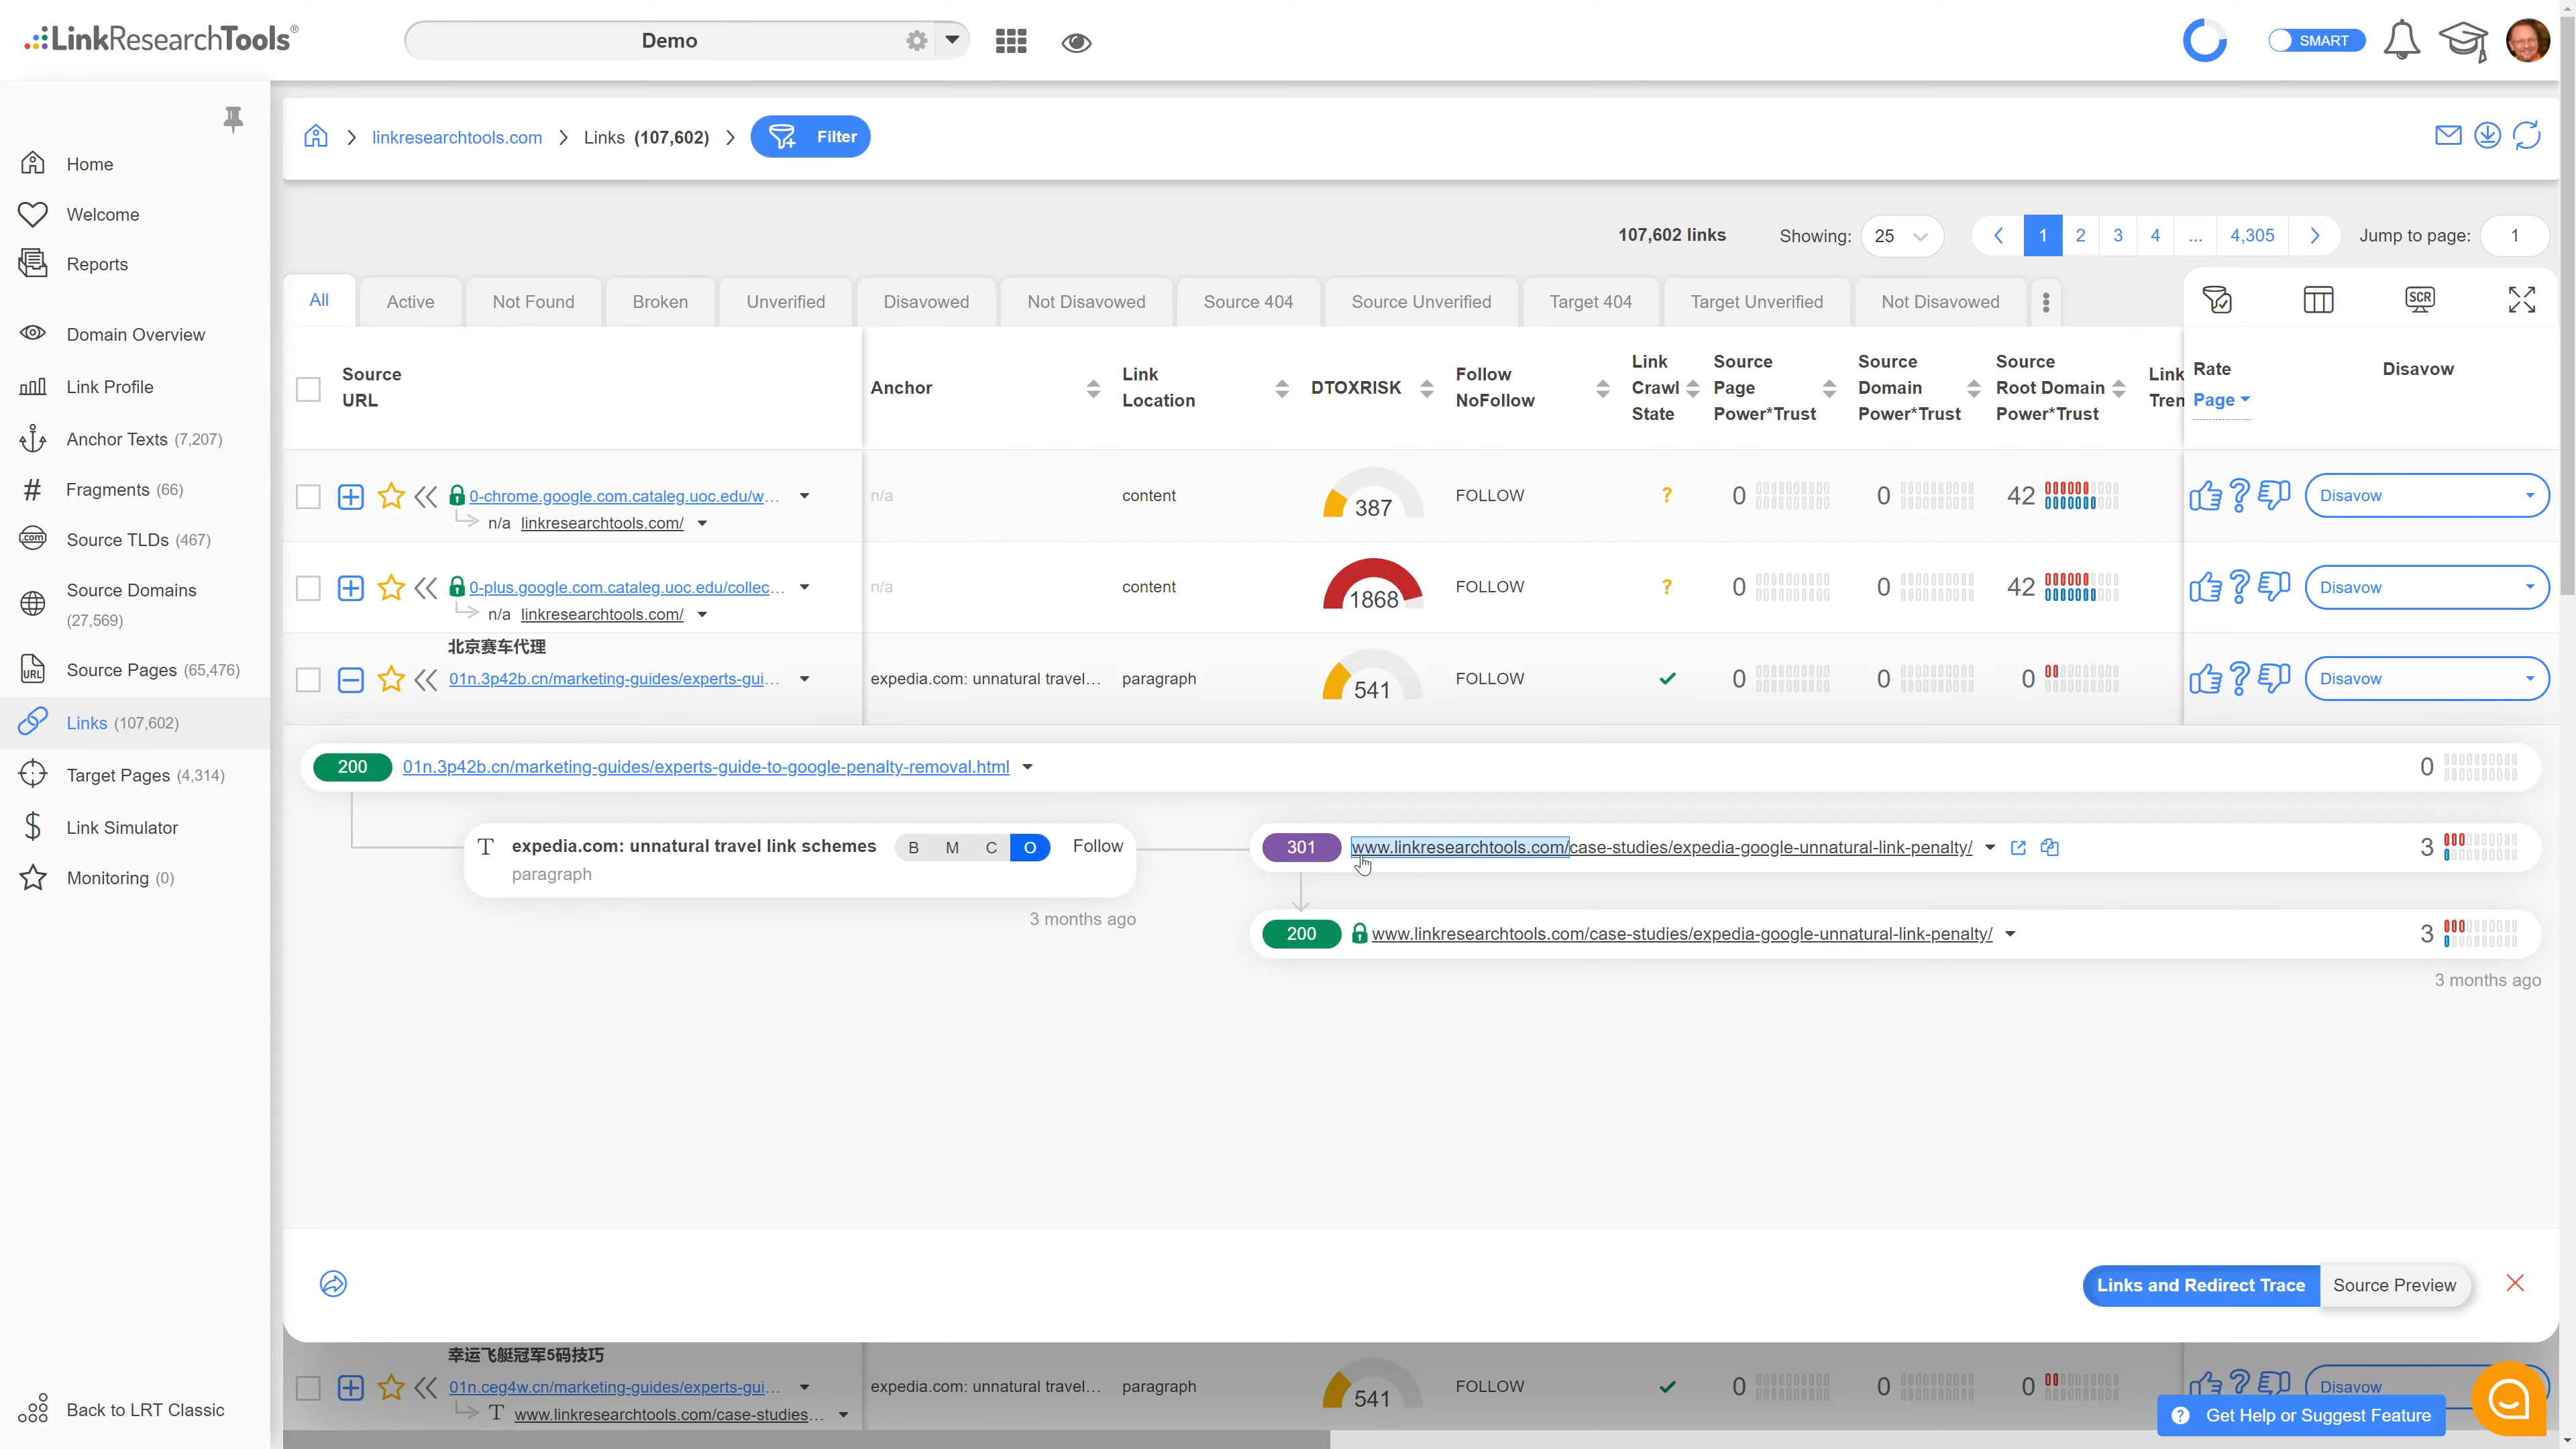 LinkResearchTools®
Demo
SMART
Home
Welcome
Reports
Domain Overview
Link Profile
Anchor Texts (7,207)
# Fragments (66)
.com Source TLDs (467)
Source Domains
(27,569)
URL Source Pages (65,476)
Links (107,602)
Target Pages (4,314)
$ Link Simulator
Monitoring (0)
Back to LRT Classic
linkresearchtools.com Links (107,602) Filter
107,602 links Showing: 25 1 2 3 4 ... 4,305 Jump to page: 1
All Active Not Found Broken Unverified Disavowed Not Disavowed Source 404 Source Unverified Target 404 Target Unverified Not Disavowed SCR
Source
URL
Anchor
Link
Location
DTOXRISK
Follow
NoFollow
Link
Crawl
State
Source
Page
Power*Trust
Source
Domain
Power*Trust
Source
Root Domain
Power*Trust
Link
Tren
Rate
Page
Disavow
0-chrome.google.com.cataleg.uoc.edu/w... n/a content 387 FOLLOW ? 0 0 42 ? Disavow
n/a linkresearchtools.com/
0-plus.google.com.cataleg.uoc.edu/collec... n/a content 1868 FOLLOW ? 0 0 42 ? Disavow
n/a linkresearchtools.com/
北京赛车代理
01n.3p42b.cn/marketing-guides/experts-gui... expedia.com: unnatural travel... paragraph 541 FOLLOW 0 0 0 ? Disavow
200 01n.3p42b.cn/marketing-guides/experts-guide-to-google-penalty-removal.html 0
T expedia.com: unnatural travel link schemes B M C O Follow
paragraph
3 months ago
301 www.linkresearchtools.com/case-studies/expedia-google-unnatural-link-penalty/ 3
200 www.linkresearchtools.com/case-studies/expedia-google-unnatural-link-penalty/ 3
3 months ago
Links and Redirect Trace Source Preview
幸运飞艇冠军5码技巧
01n.ceg4w.cn/marketing-guides/experts-gui... expedia.com: unnatural travel... paragraph 541 FOLLOW 0 0 0 ? Disavow
T www.linkresearchtools.com/case-studies...
? Get Help or Suggest Feature